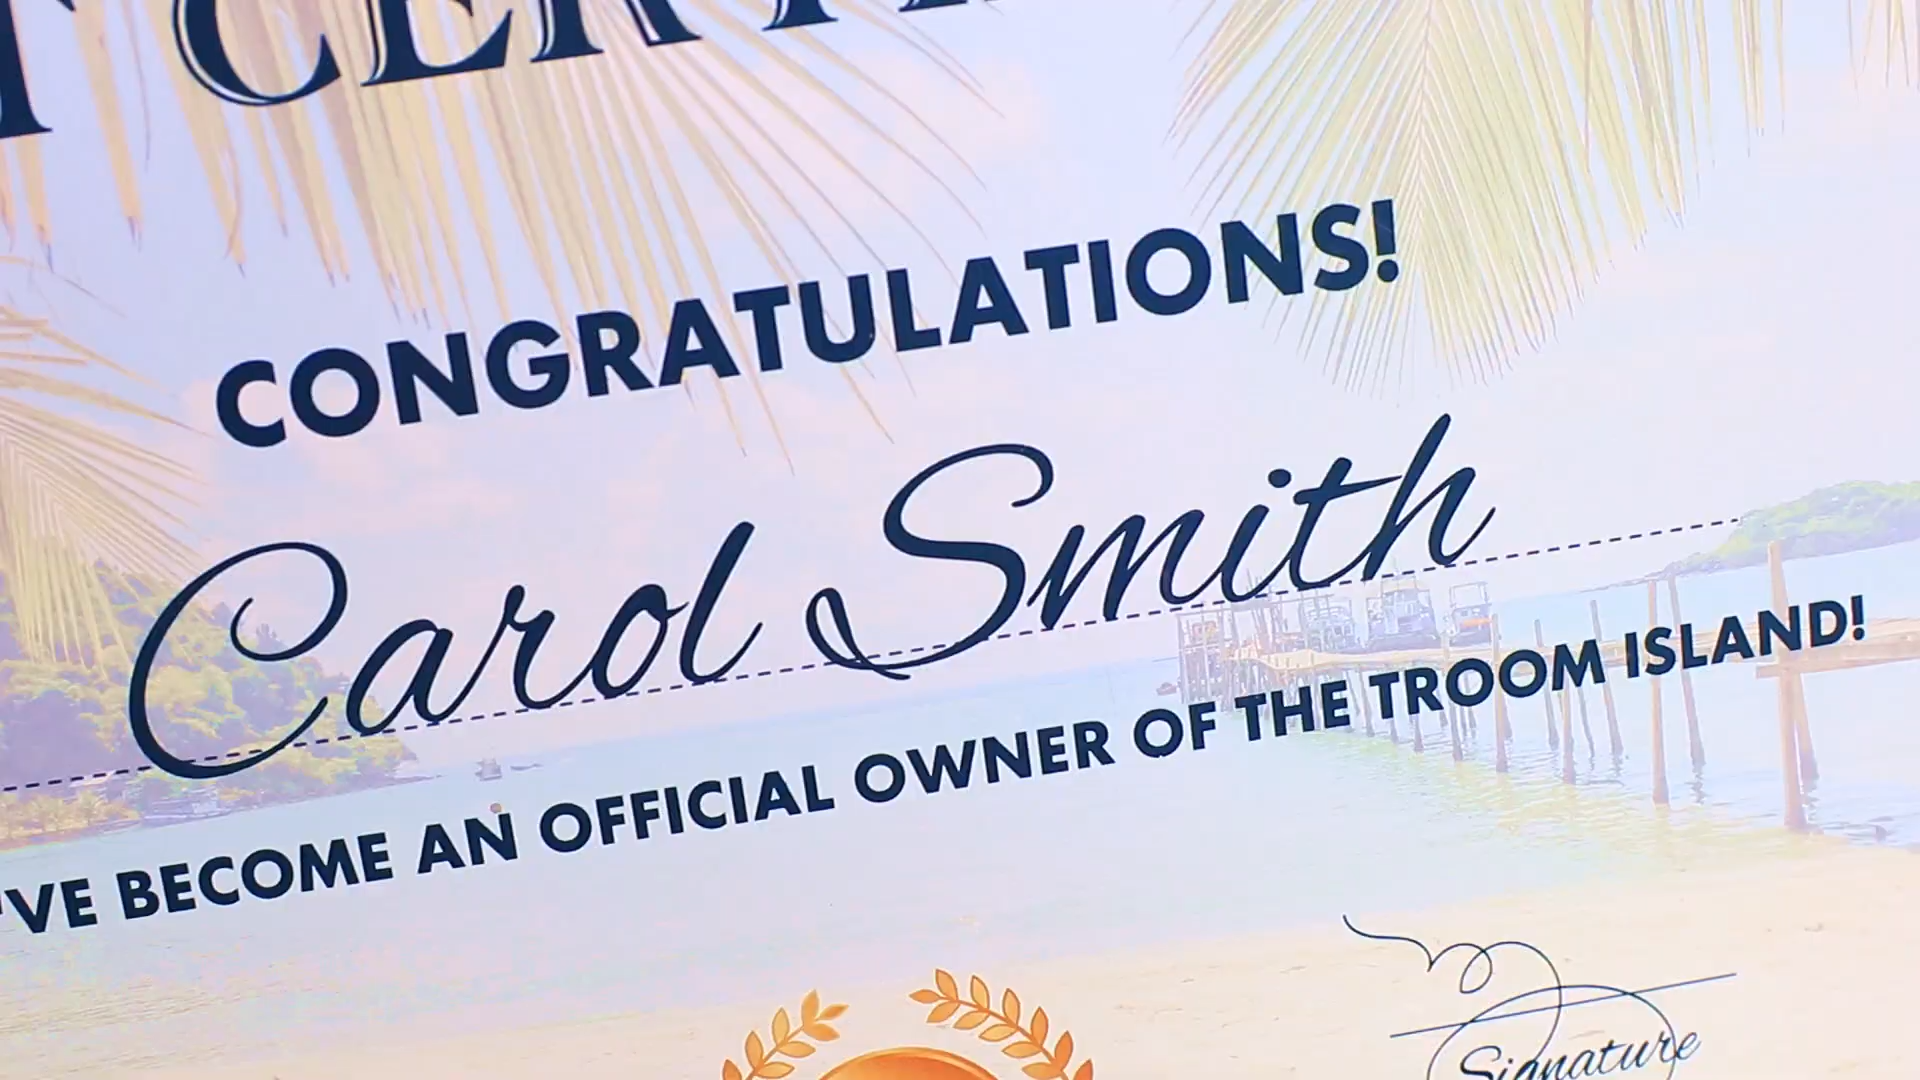 CONGRATULATIONS!
Carol Smith
'VE BECOME AN OFFICIAL OWNER OF THE TROOM ISLAND!
Signature